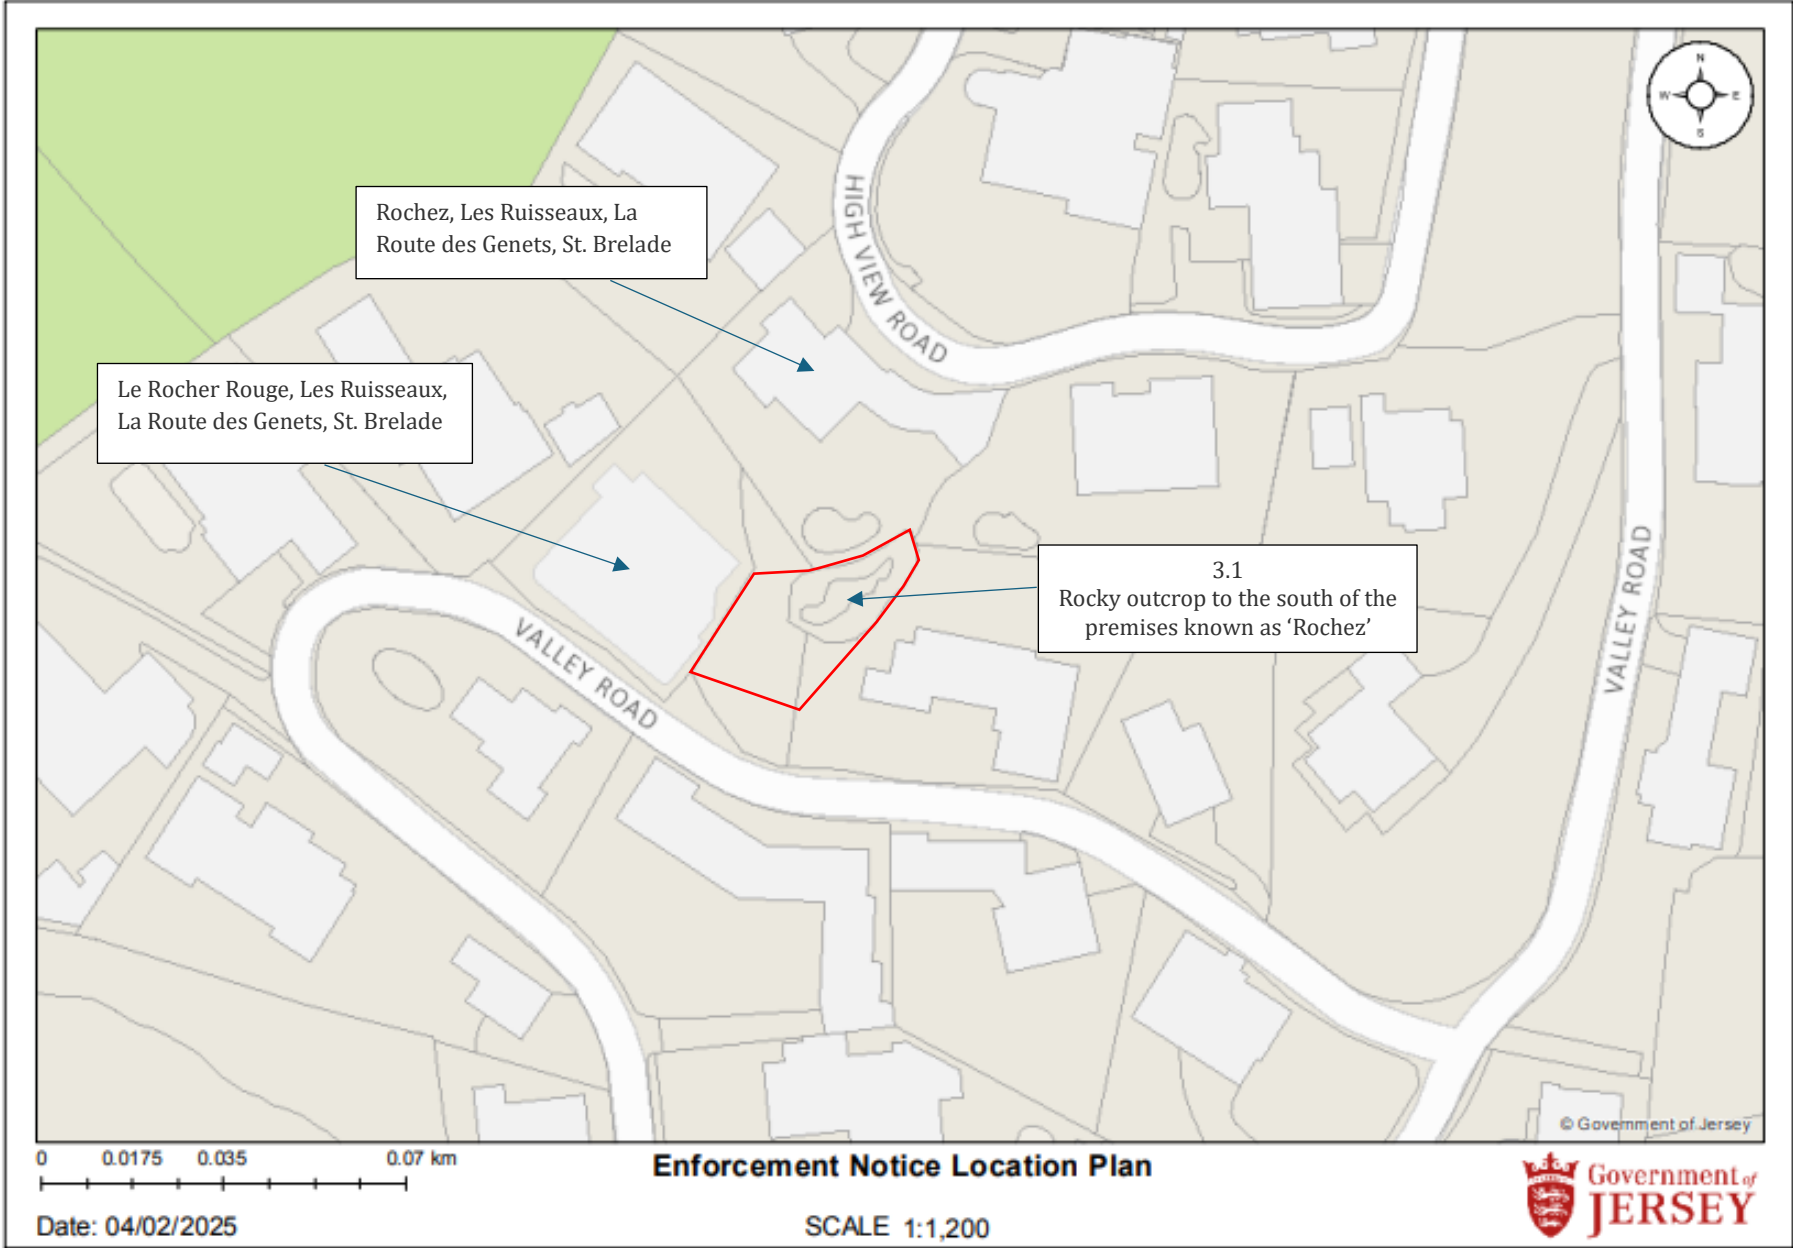 N
W E
S
HIGH VIEW ROAD
Rochez, Les Ruisseaux, La
Route des Genets, St. Brelade
Le Rocher Rouge, Les Ruisseaux,
La Route des Genets, St. Brelade
3.1
Rocky outcrop to the south of the
premises known as ‘Rochez’
VALLEY ROAD
VALLEY ROAD
© Government of Jersey
0 0.0175 0.035 0.07 km
Enforcement Notice Location Plan
Date: 04/02/2025
SCALE 1:1,200
Government of
JERSEY